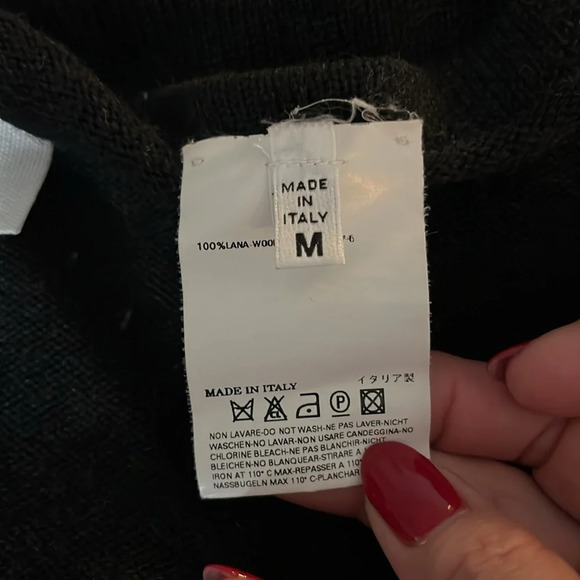 MADE
IN
ITALY
M
100%LANA-WOO
-6
MADE IN ITALY
イタリア製
P
NON LAVARE-DO NOT WASH-NE PAS LAVER-NICHT
WASCHEN-NO LAVAR-NON USARE CANDEGGINA-NO
CHLORINE BLEACH-NE PAS BLANCHIR-NICHT
BLEICHEN-NO BLANQUEAR-STIRARE A
IRON AT 110° C MAX-REPASSER A 110°
NASSBUGELN MAX 110° C-PLANCHAR